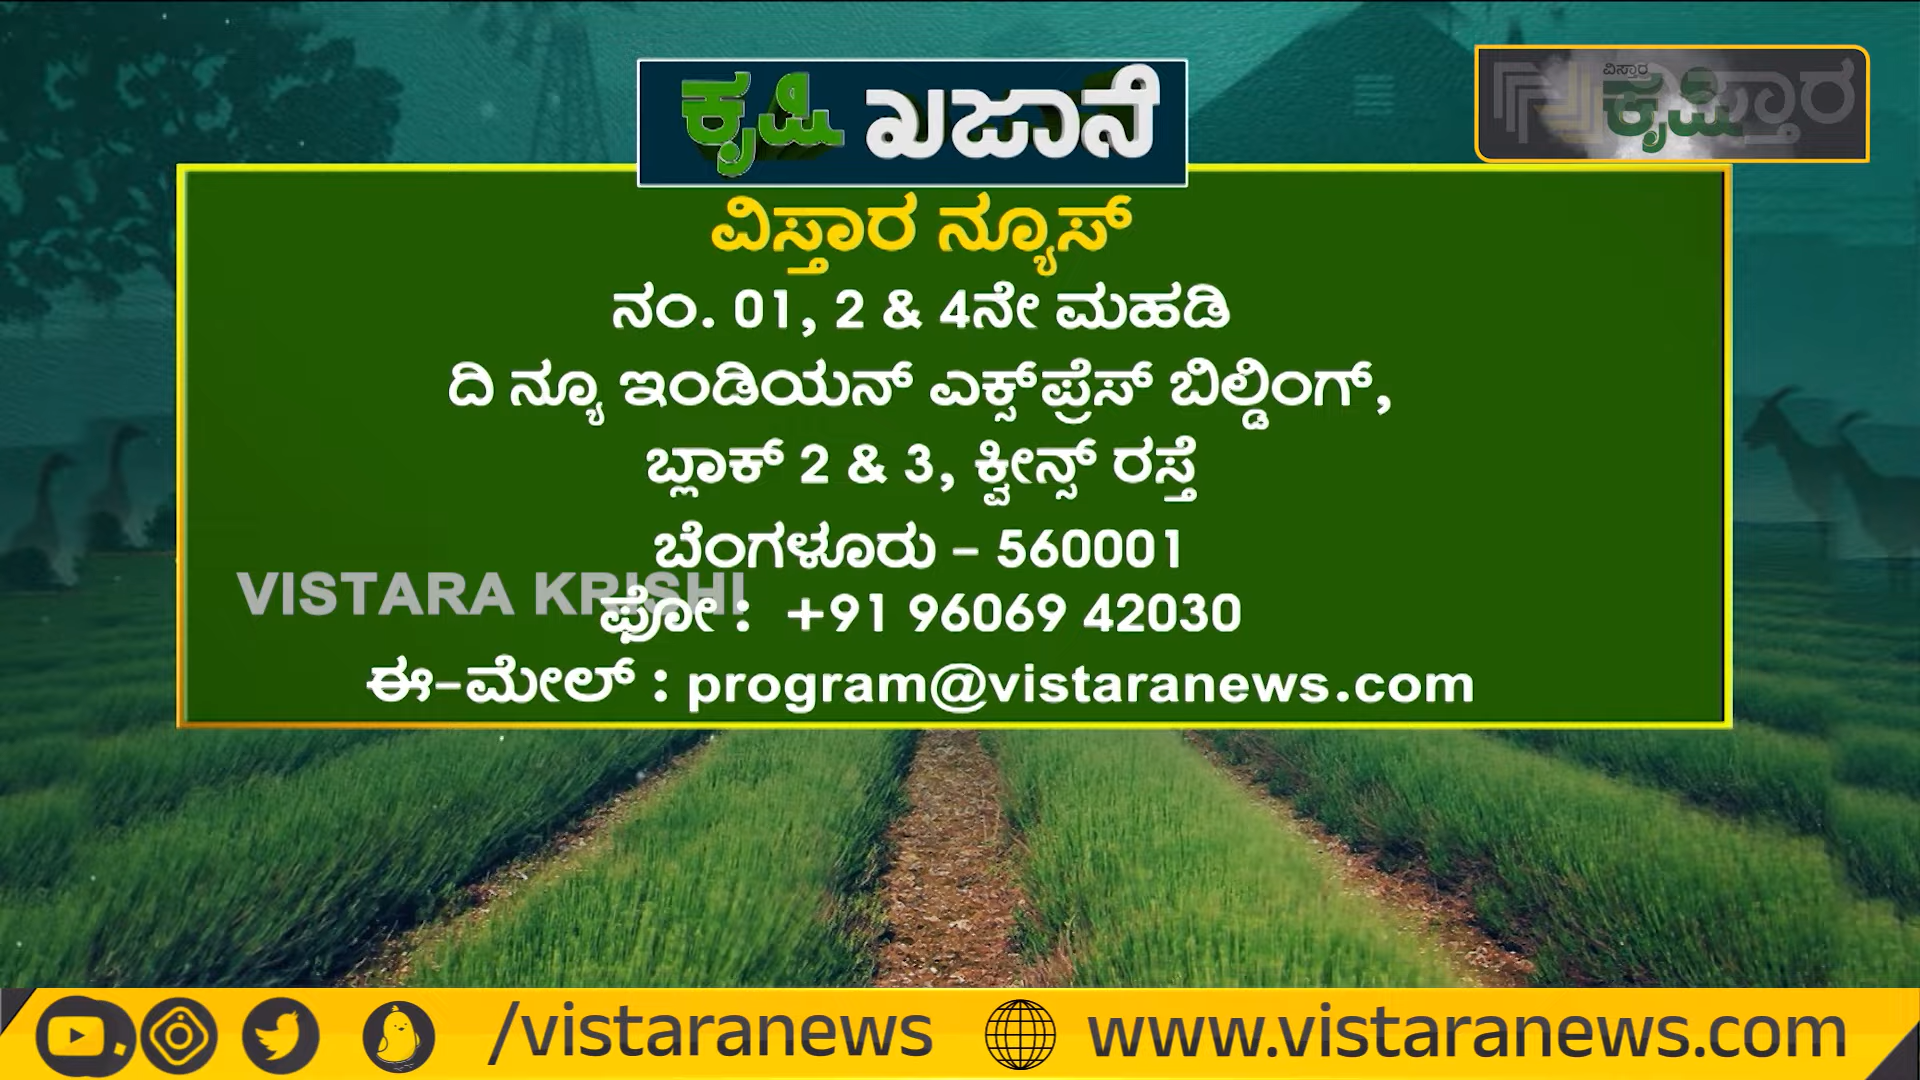 ಕೃಷಿ ಖಜಾನೆ
ವಿಸ್ತಾರ
ಕೃಷಿ
ವಿಸ್ತಾರ ನ್ಯೂಸ್
ನಂ. 01, 2 & 4ನೇ ಮಹಡಿ
ದಿ ನ್ಯೂ ಇಂಡಿಯನ್ ಎಕ್ಸ್‌ಪ್ರೆಸ್ ಬಿಲ್ಡಿಂಗ್,
ಬ್ಲಾಕ್ 2 & 3, ಕ್ವೀನ್ಸ್ ರಸ್ತೆ
ಬೆಂಗಳೂರು - 560001
VISTARA KRISHI
ಫೋ : +91 96069 42030
ಈ-ಮೇಲ್ : program@vistaranews.com
/vistaranews www.vistaranews.com